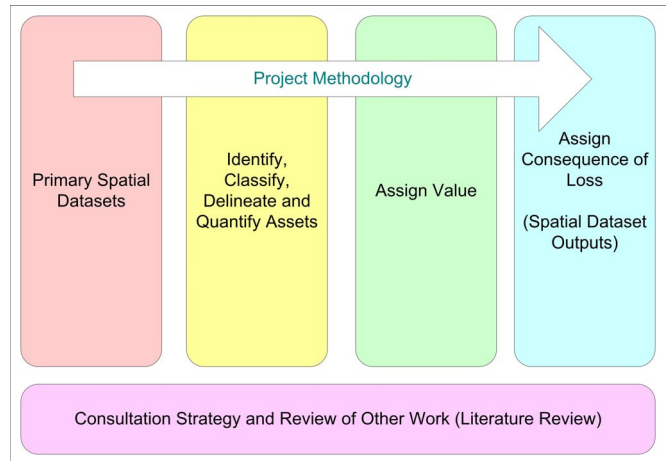 Project Methodology
Primary Spatial
Datasets
Identify,
Classify,
Delineate and
Quantify Assets
Assign Value
Assign
Consequence of
Loss
(Spatial Dataset
Outputs)
Consultation Strategy and Review of Other Work (Literature Review)